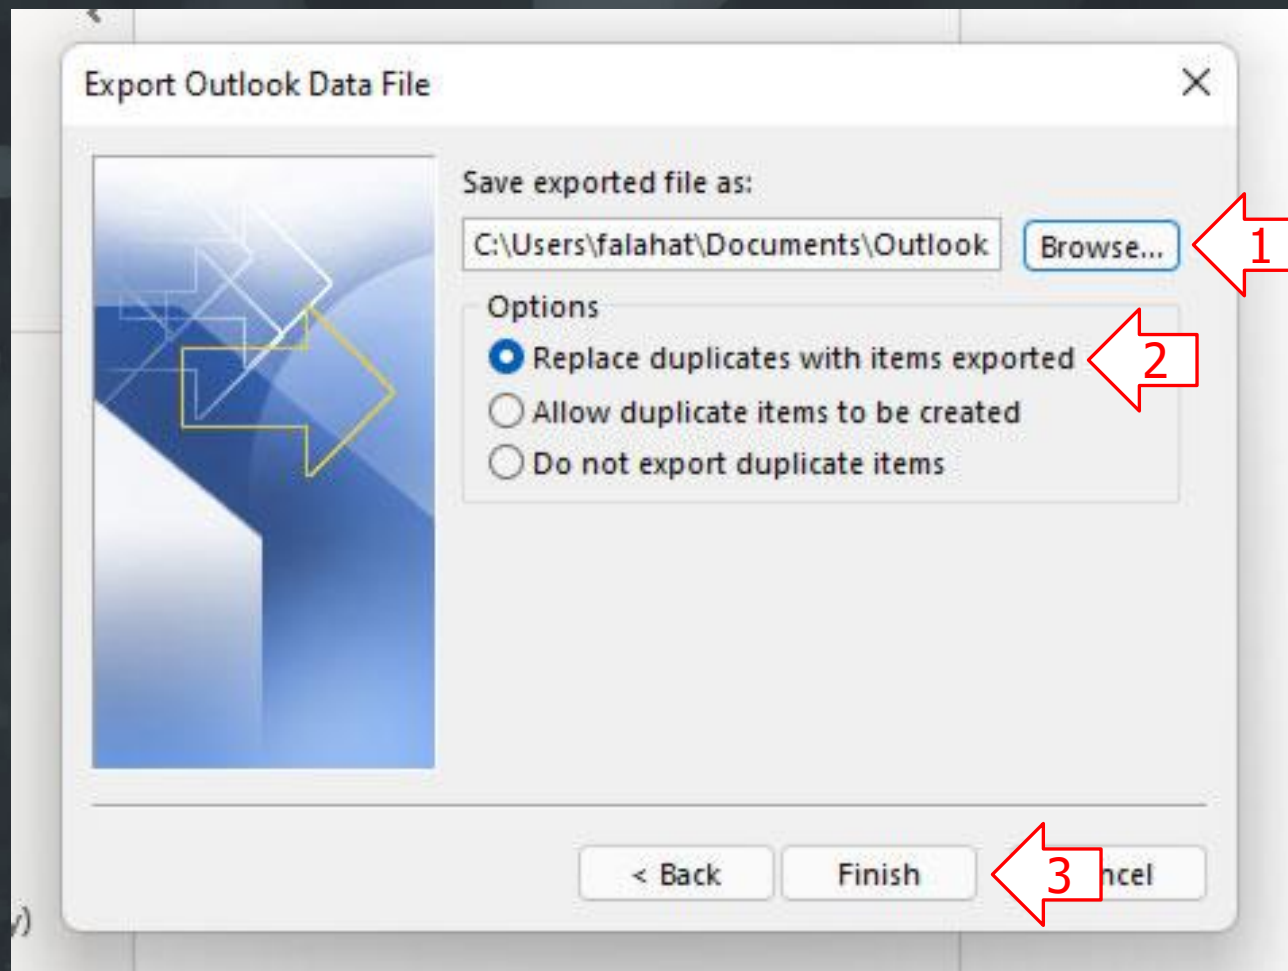 Export Outlook Data File
Save exported file as:
C:\Users\falahat\Documents\Outlook
Browse...
1
Options
Replace duplicates with items exported
2
Allow duplicate items to be created
Do not export duplicate items
< Back
Finish
3
ncel
)